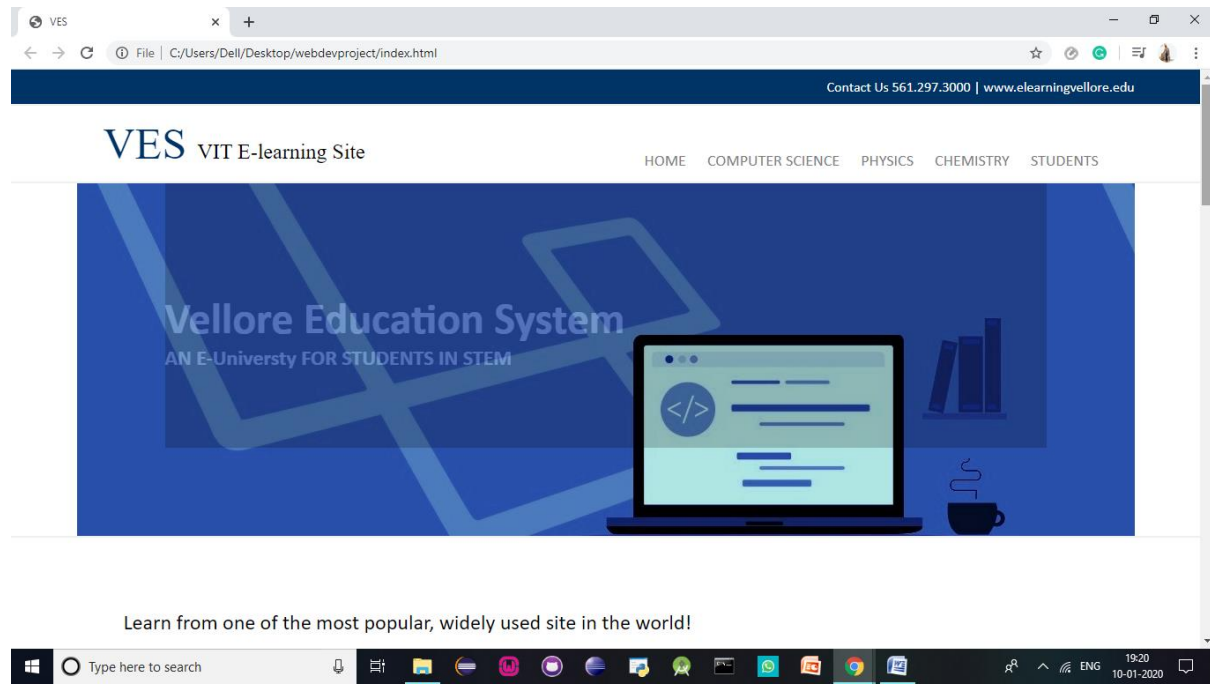 VES
File | C:/Users/Dell/Desktop/webdevproject/index.html
Contact Us 561.297.3000 | www.elearningvellore.edu
VES VIT E-learning Site
HOME COMPUTER SCIENCE PHYSICS CHEMISTRY STUDENTS
Vellore Education System
AN E-Universty FOR STUDENTS IN STEM
</>
Learn from one of the most popular, widely used site in the world!
Type here to search
ENG
19:20
10-01-2020